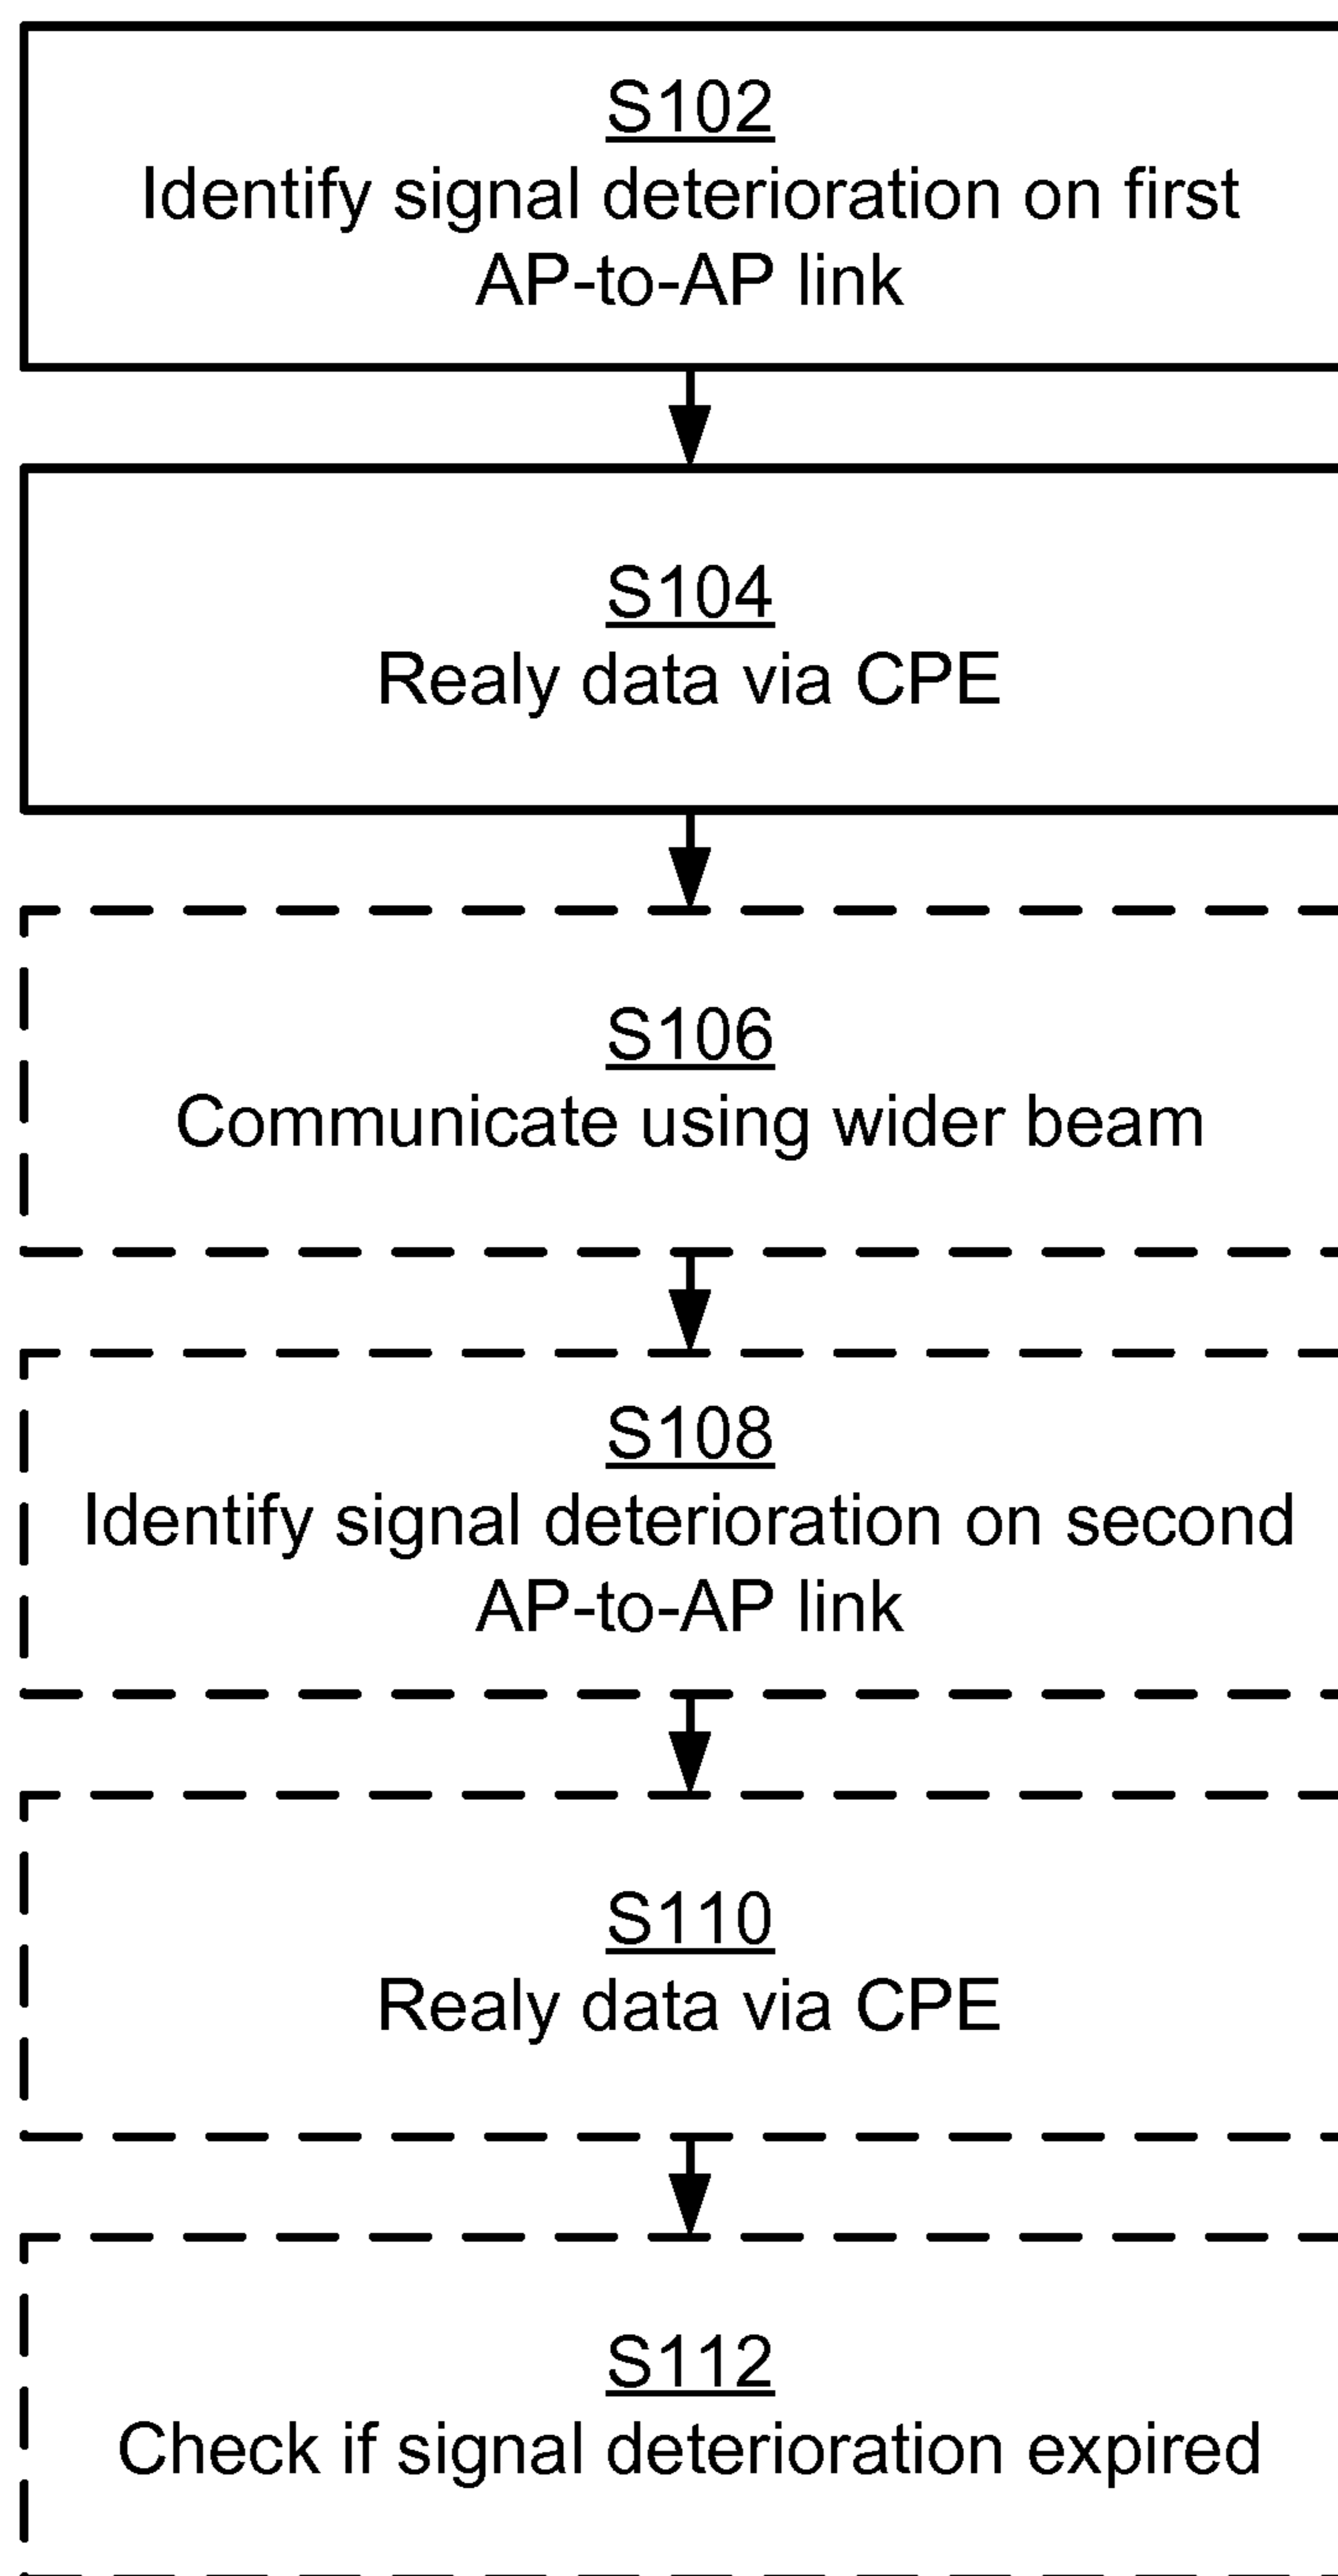 S102
Identify signal deterioration on first
AP-to-AP link
S104
Realy data via CPE
S106
Communicate using wider beam
S108
Identify signal deterioration on second
AP-to-AP link
S110
Realy data via CPE
S112
Check if signal deterioration expired